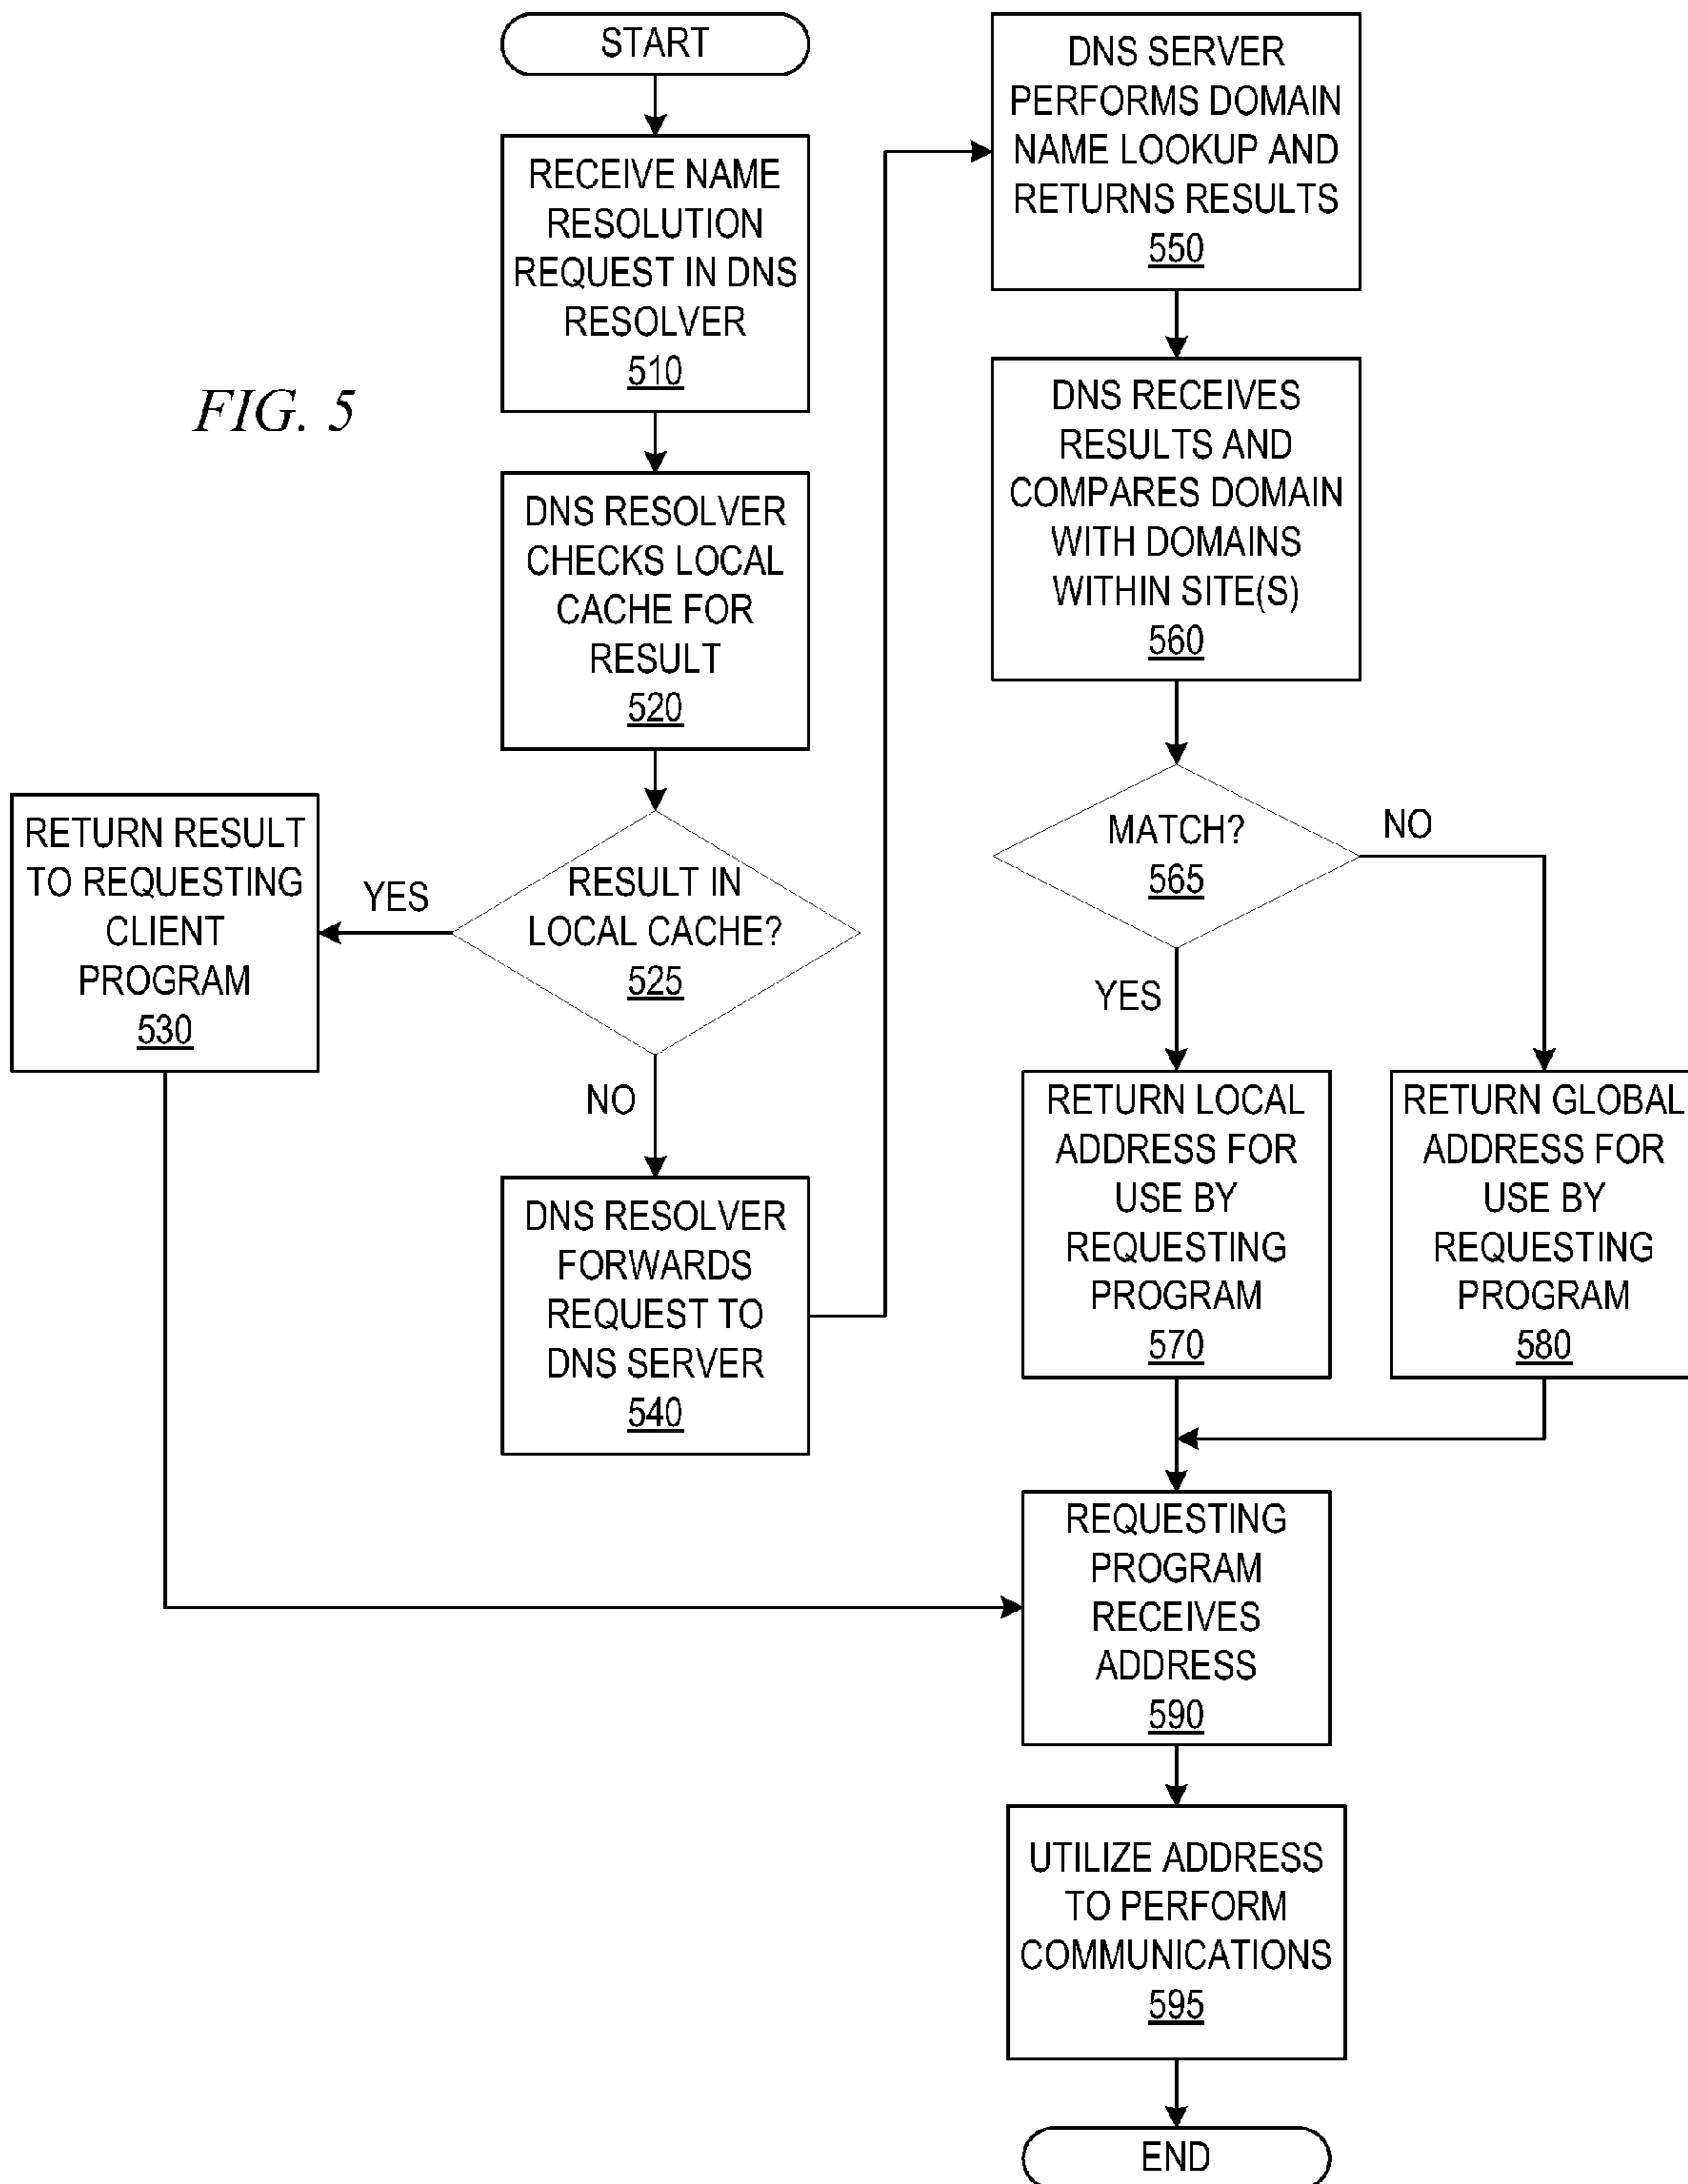 START
RECEIVE NAME
RESOLUTION
REQUEST IN DNS
RESOLVER
510
FIG. 5
DNS RESOLVER
CHECKS LOCAL
CACHE FOR
RESULT
520
RESULT IN
LOCAL CACHE?
525
YES
RETURN RESULT
TO REQUESTING
CLIENT
PROGRAM
530
NO
DNS RESOLVER
FORWARDS
REQUEST TO
DNS SERVER
540
DNS SERVER
PERFORMS DOMAIN
NAME LOOKUP AND
RETURNS RESULTS
550
DNS RECEIVES
RESULTS AND
COMPARES DOMAIN
WITH DOMAINS
WITHIN SITE(S)
560
MATCH?
565
NO
YES
RETURN LOCAL
ADDRESS FOR
USE BY
REQUESTING
PROGRAM
570
RETURN GLOBAL
ADDRESS FOR
USE BY
REQUESTING
PROGRAM
580
REQUESTING
PROGRAM
RECEIVES
ADDRESS
590
UTILIZE ADDRESS
TO PERFORM
COMMUNICATIONS
595
END